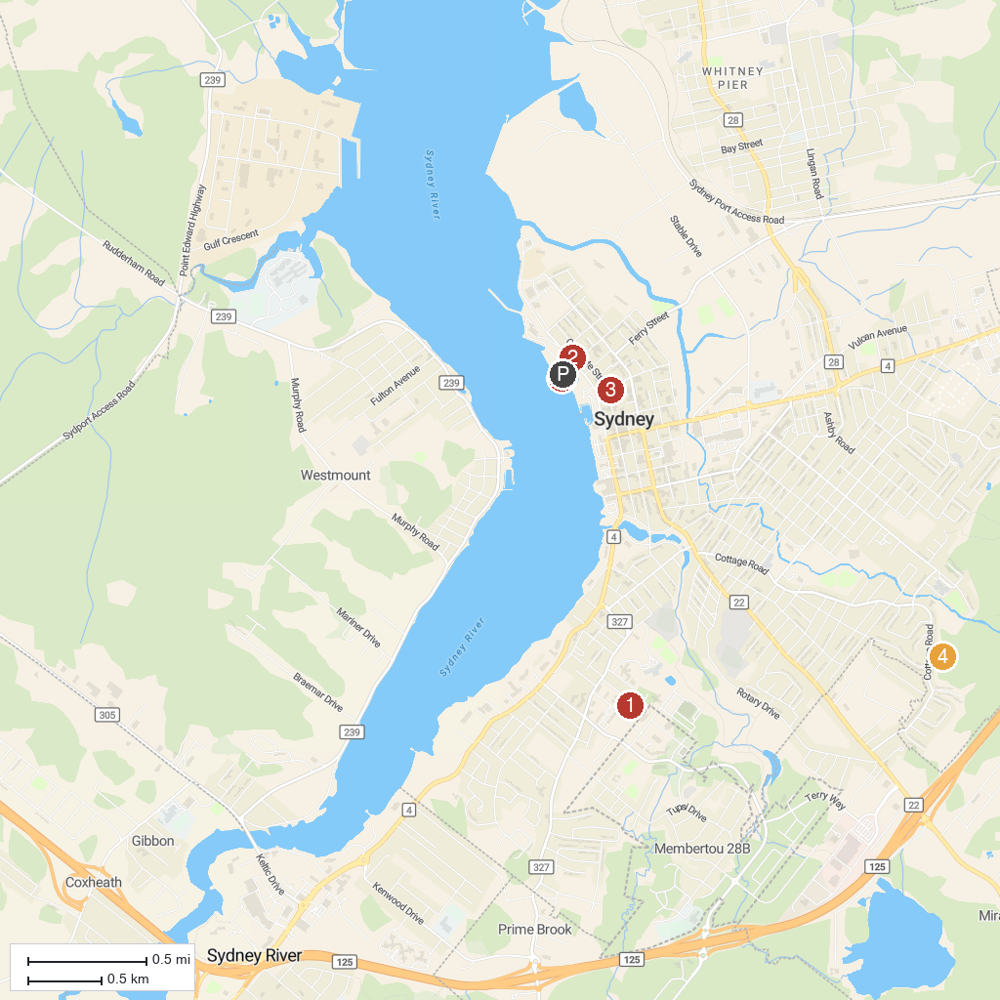 WHITNEY
PIER
239
28
Bay Street
Lingan Road
Sydney River
Sydney Port Access Road
Point Edward Highway
Stable Drive
Gulf Crescent
Rudderham Road
239
Ferry Street
Vulcan Avenue
2
28
4
P
Fulton Avenue
239
3
Murphy Road
Sydport Access Road
Sydney
Ashby Road
Westmount
Murphy Road
4
Cottage Road
22
327
Mariner Drive
Sydney River
4
Braemar Drive
1
Rotary Drive
305
239
4
Terry Way
22
Tupsi Drive
Gibbon
Membertou 28B
Keltic Drive
327
125
Coxheath
Kenwood Drive
Prime Brook
Sydney River
125
125
0.5 mi
0.5 km